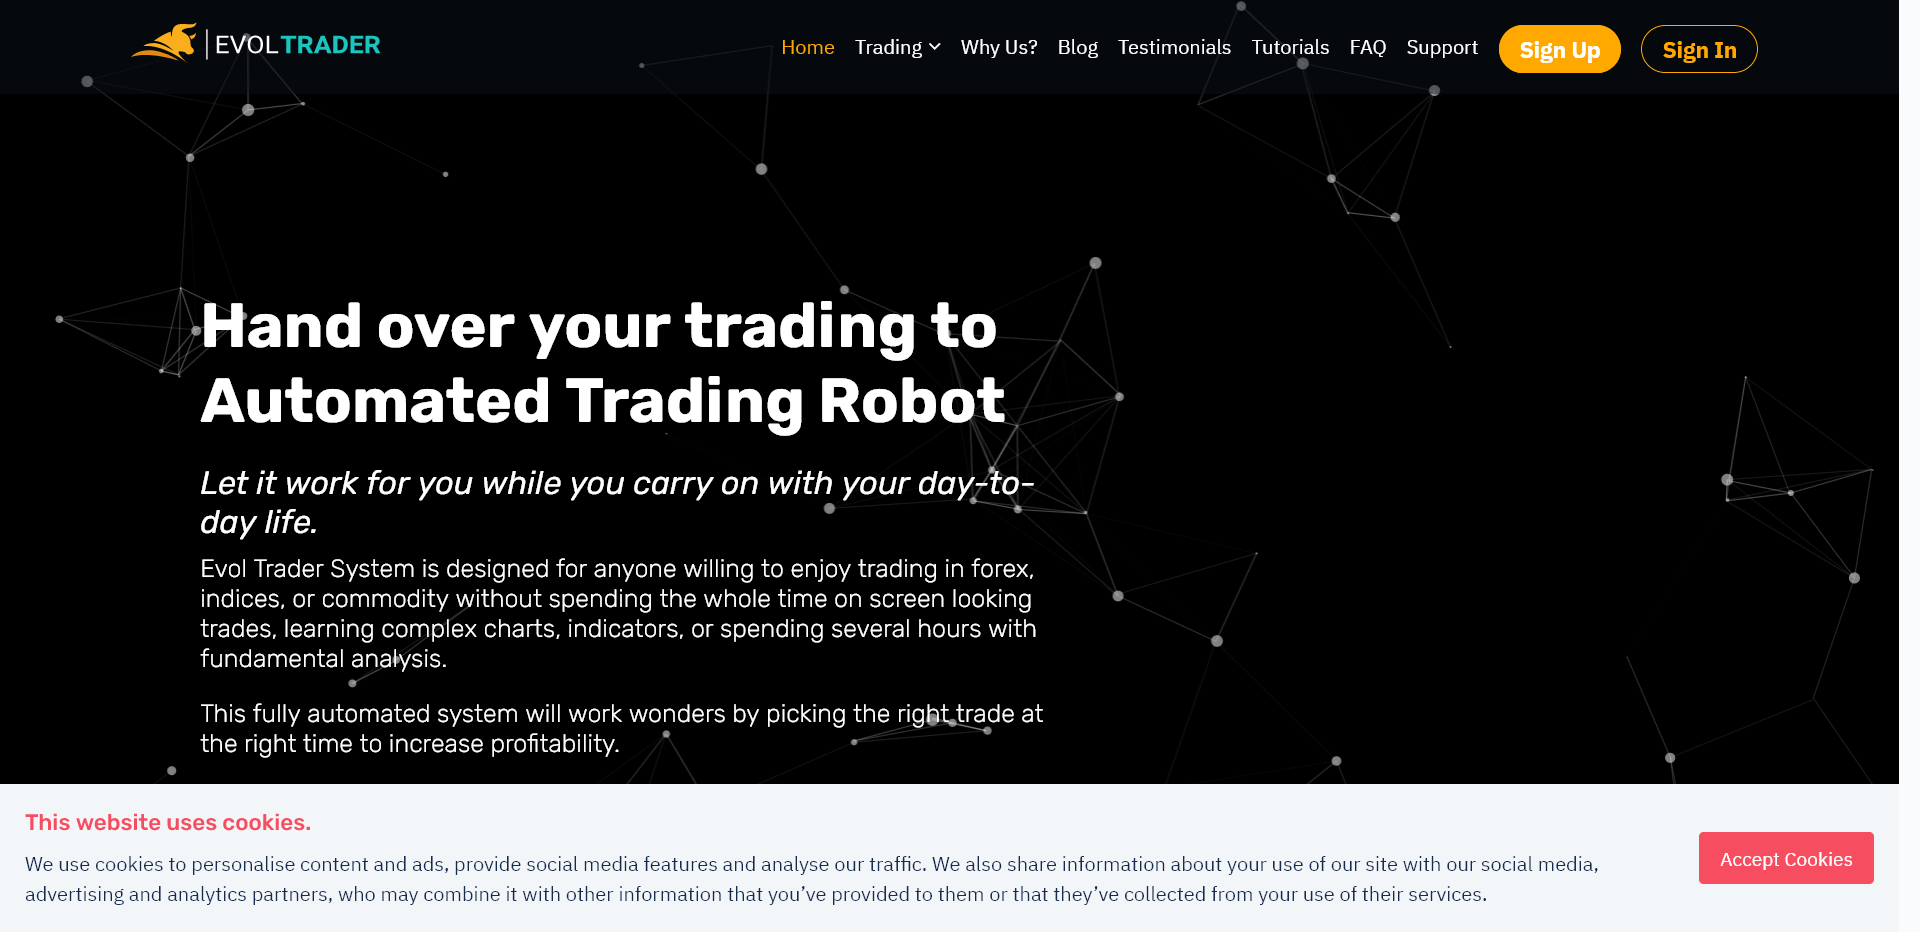 EVOL TRADER
Home Trading Why Us? Blog Testimonials Tutorials FAQ Support Sign Up Sign In
Hand over your trading to
Automated Trading Robot
Let it work for you while you carry on with your day-to-
day life.
Evol Trader System is designed for anyone willing to enjoy trading in forex,
indices, or commodity without spending the whole time on screen looking
trades, learning complex charts, indicators, or spending several hours with
fundamental analysis.
This fully automated system will work wonders by picking the right trade at
the right time to increase profitability.
This website uses cookies.
We use cookies to personalise content and ads, provide social media features and analyse our traffic. We also share information about your use of our site with our social media,
advertising and analytics partners, who may combine it with other information that you’ve provided to them or that they’ve collected from your use of their services.
Accept Cookies